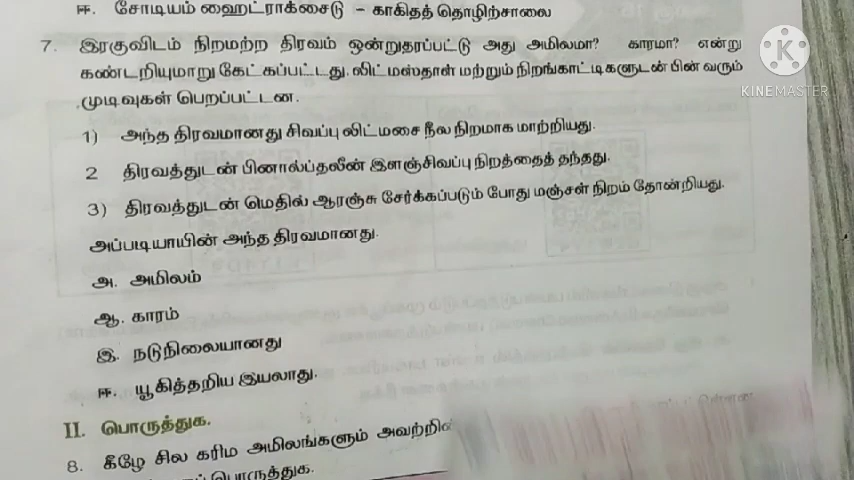 ஈ. சோடியம் ஹைட்ராக்சைடு - காகிதத் தொழிற்சாலை
7. இரகுவிடம் நிறமற்ற திரவம் ஒன்றுதரப்பட்டு அது அமிலமா? காரமா? என்று
கண்டறியுமாறு கேட்கப்பட்டது. லிட்மஸ்தாள் மற்றும் நிறங்காட்டிகளுடன் பின் வரும்
முடிவுகள் பெறப்பட்டன.
KINEMASTER
1) அந்த திரவமானது சிவப்பு லிட்மசை நீல நிறமாக மாற்றியது.
2 திரவத்துடன் பினால்ப்தலீன் இளஞ்சிவப்பு நிறத்தைத் தந்தது.
3) திரவத்துடன் மெதில் ஆரஞ்சு சேர்க்கப்படும் போது மஞ்சள் நிறம் தோன்றியது.
அப்படியாயின் அந்த திரவமானது.
அ. அமிலம்
ஆ. காரம்
இ. நடுநிலையானது
ஈ. யூகித்தறிய இயலாது.
II. பொருத்துக.
8. கீழே சில கரிம அமிலங்களும் அவற்றின்
பொருத்துக.